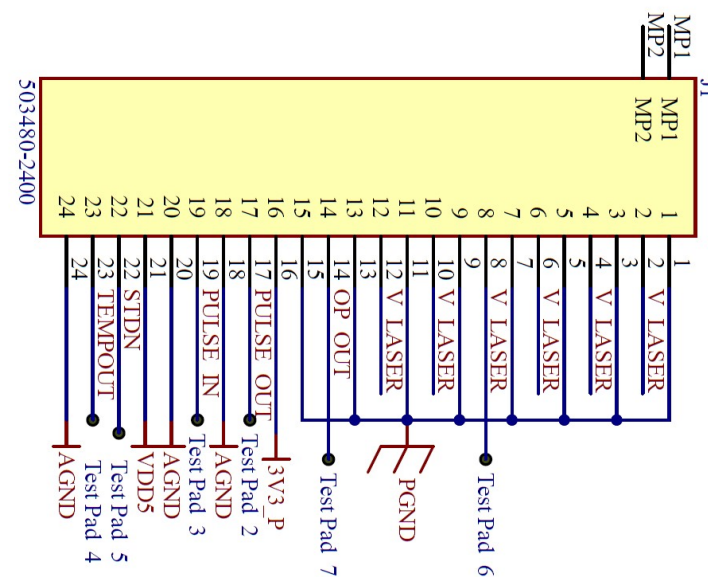 J1
MP1 MP1 1 1
MP2 MP2 2 2 V LASER
3 3
4 4 V LASER
5 5
6 6 V LASER
7 7
8 8 V LASER Test Pad 6
9 9
10 10 V LASER
11 11 PGND
12 12 V LASER
13 13
14 14 OP OUT Test Pad 7
15 15
16 16 3V3_P
17 17 PULSE OUT Test Pad 2
18 18 AGND
19 19 PULSE IN Test Pad 3
20 20 AGND
21 21 VDD5
22 22 STDN Test Pad 5
23 23 TEMPOUT Test Pad 4
24 24 AGND
503480-2400